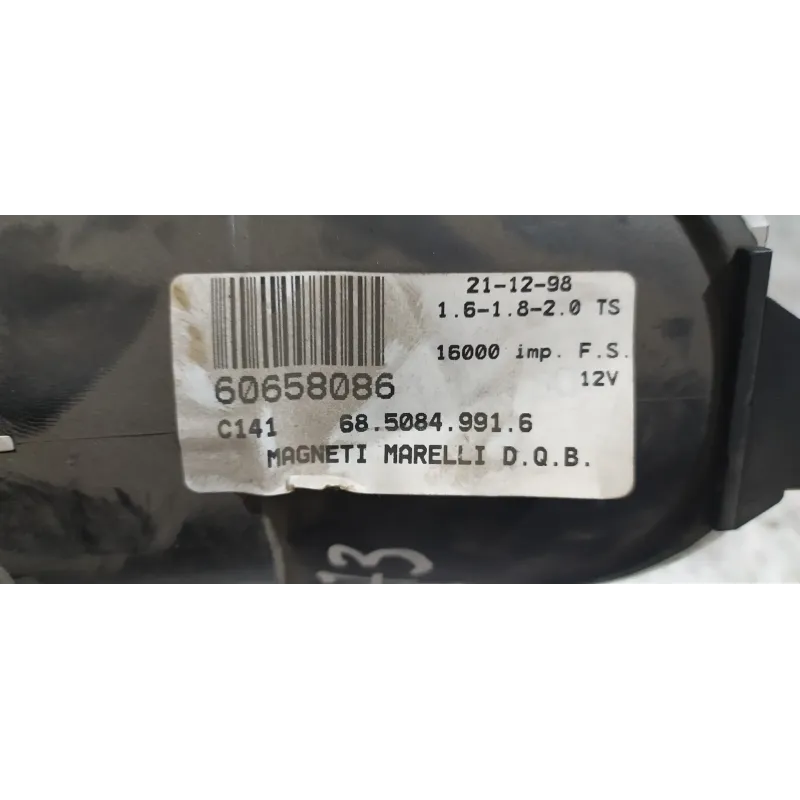 21-12-98
1.6-1.8-2.0 TS
16000 imp. F.S.
12V
60658086
C141 68.5084.991.6
MAGNETI MARELLI D.Q.B.
13